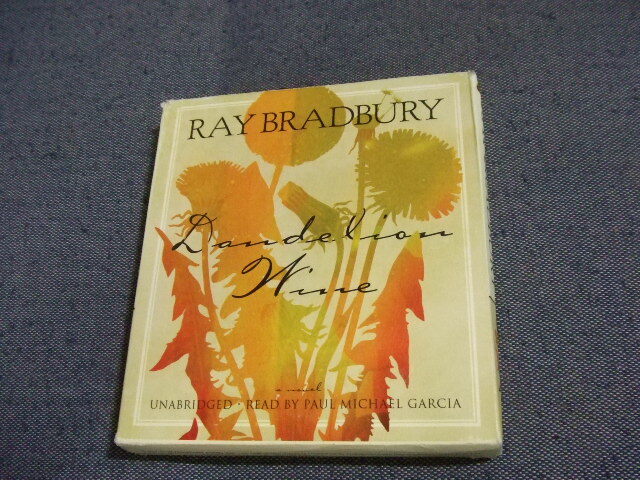 RAY BRADBURY
Dandelion
Wine
a novel
UNABRIDGED • READ BY PAUL MICHAEL GARCIA